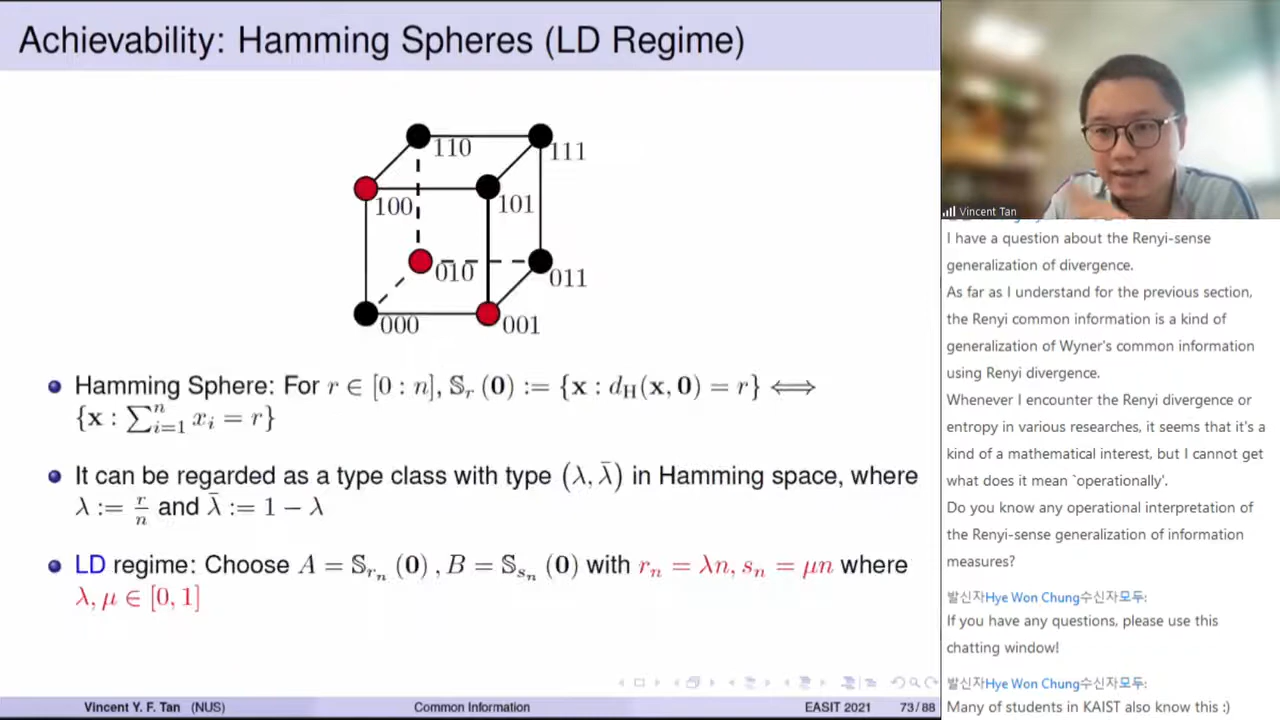 Achievability: Hamming Spheres (LD Regime)
110
111
100
101
010
011
000
001
Hamming Sphere: For r ∈ [0 : n], 𝕊ᵣ (𝟎) := {𝐱 : d_H(𝐱, 𝟎) = r} ⟺
{𝐱 : ∑ⁿᵢ₌₁ xᵢ = r}
It can be regarded as a type class with type (λ, λ̄) in Hamming space, where
λ := r/n and λ̄ := 1 − λ
LD regime: Choose A = 𝕊_{r_n} (𝟎) , B = 𝕊_{s_n} (𝟎) with r_n = λn, s_n = μn where
λ, μ ∈ [0, 1]
Vincent Y. F. Tan (NUS) Common Information EASIT 2021 73 / 88
Vincent Tan
I have a question about the Renyi-sense
generalization of divergence.
As far as I understand for the previous section,
the Renyi common information is a kind of
generalization of Wyner's common information
using Renyi divergence.
Whenever I encounter the Renyi divergence or
entropy in various researches, it seems that it's a
kind of a mathematical interest, but I cannot get
what does it mean `operationally'.
Do you know any operational interpretation of
the Renyi-sense generalization of information
measures?
발신자Hye Won Chung수신자모두:
If you have any questions, please use this
chatting window!
발신자Hye Won Chung수신자모두:
Many of students in KAIST also know this :)